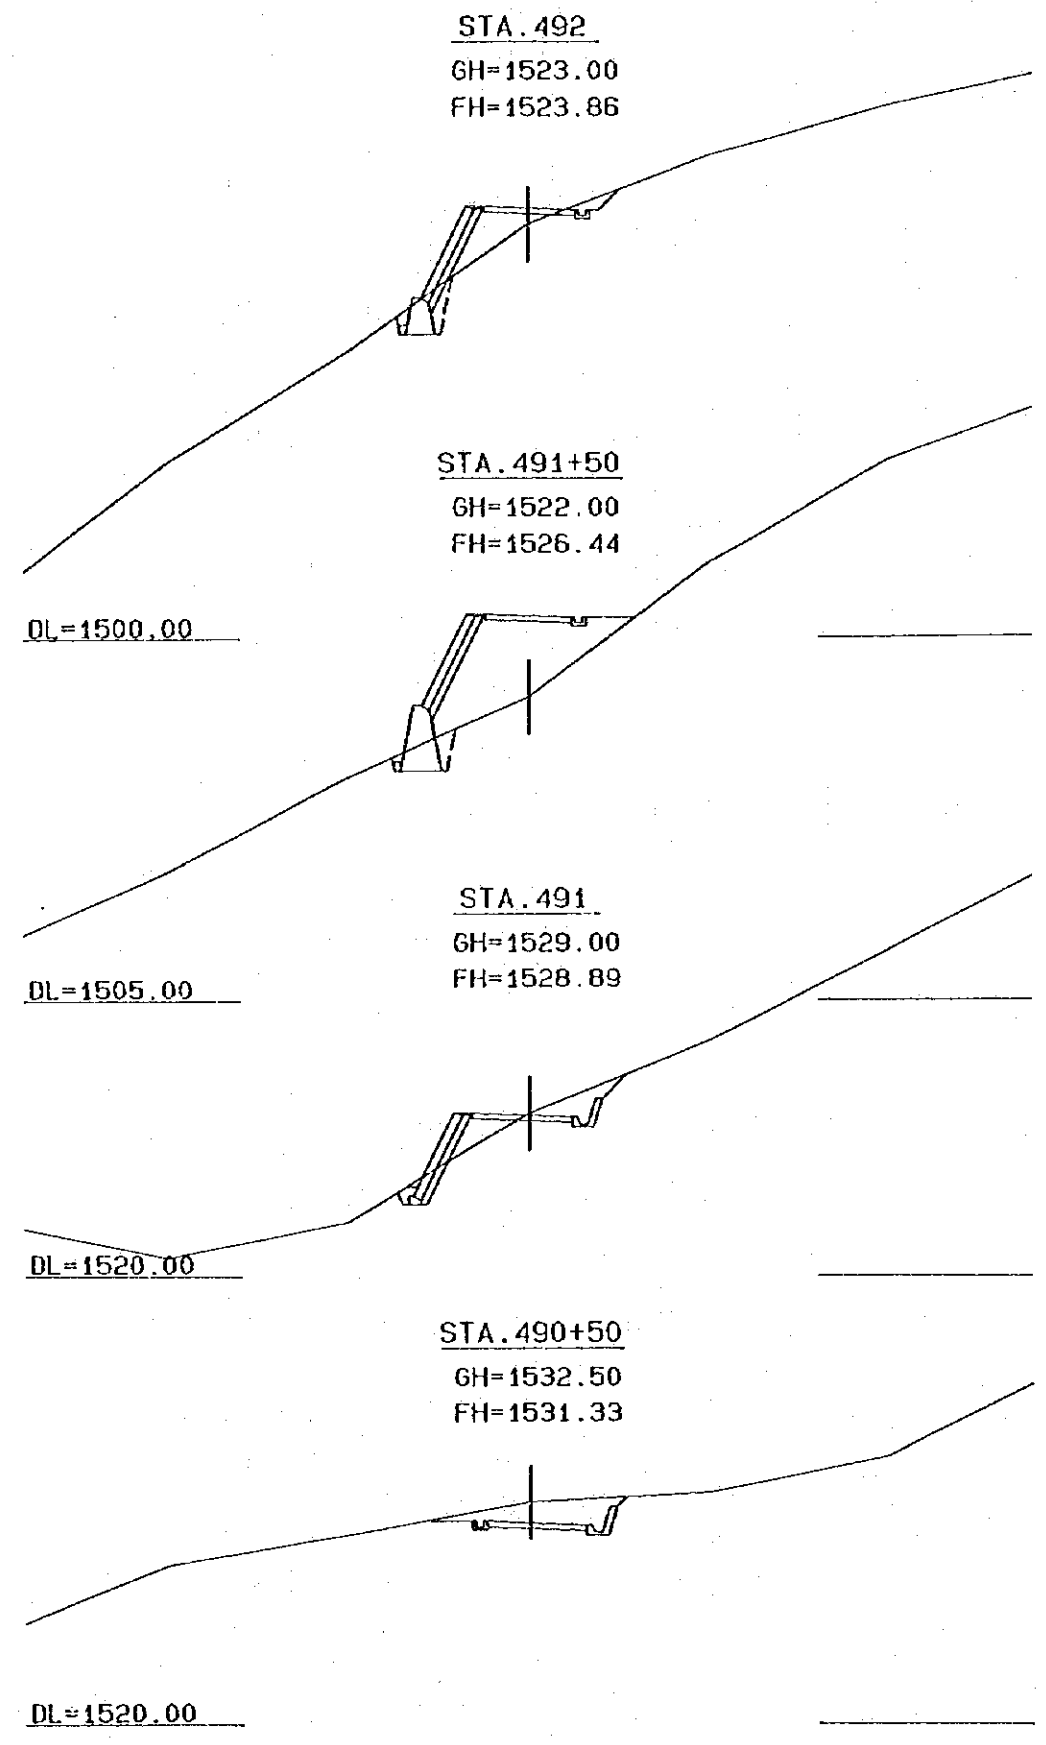 STA.492
GH=1523.00
FH=1523.86
STA.491+50
GH=1522.00
FH=1526.44
DL=1500.00
STA.491
GH=1529.00
FH=1528.89
DL=1505.00
DL=1520.00
STA.490+50
GH=1532.50
FH=1531.33
DL=1520.00